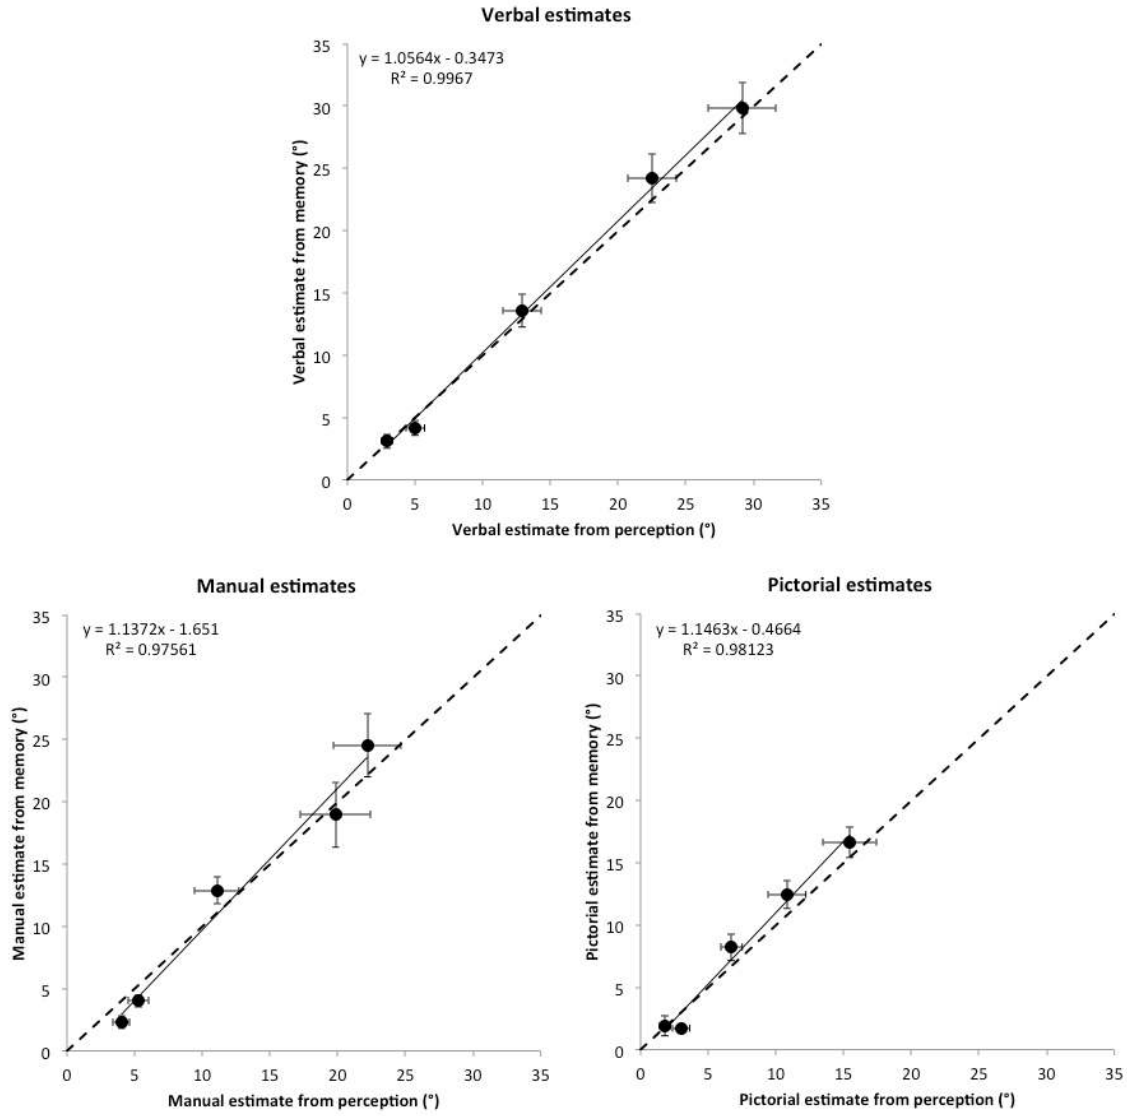 Verbal estimates
y = 1.0564x - 0.3473
R² = 0.9967
Verbal estimate from memory (°)
35
30
25
20
15
10
5
0
0 5 10 15 20 25 30 35
Verbal estimate from perception (°)
Manual estimates
y = 1.1372x - 1.651
R² = 0.97561
Manual estimate from memory (°)
35
30
25
20
15
10
5
0
0 5 10 15 20 25 30 35
Manual estimate from perception (°)
Pictorial estimates
y = 1.1463x - 0.4664
R² = 0.98123
Pictorial estimate from memory (°)
35
30
25
20
15
10
5
0
0 5 10 15 20 25 30 35
Pictorial estimate from perception (°)